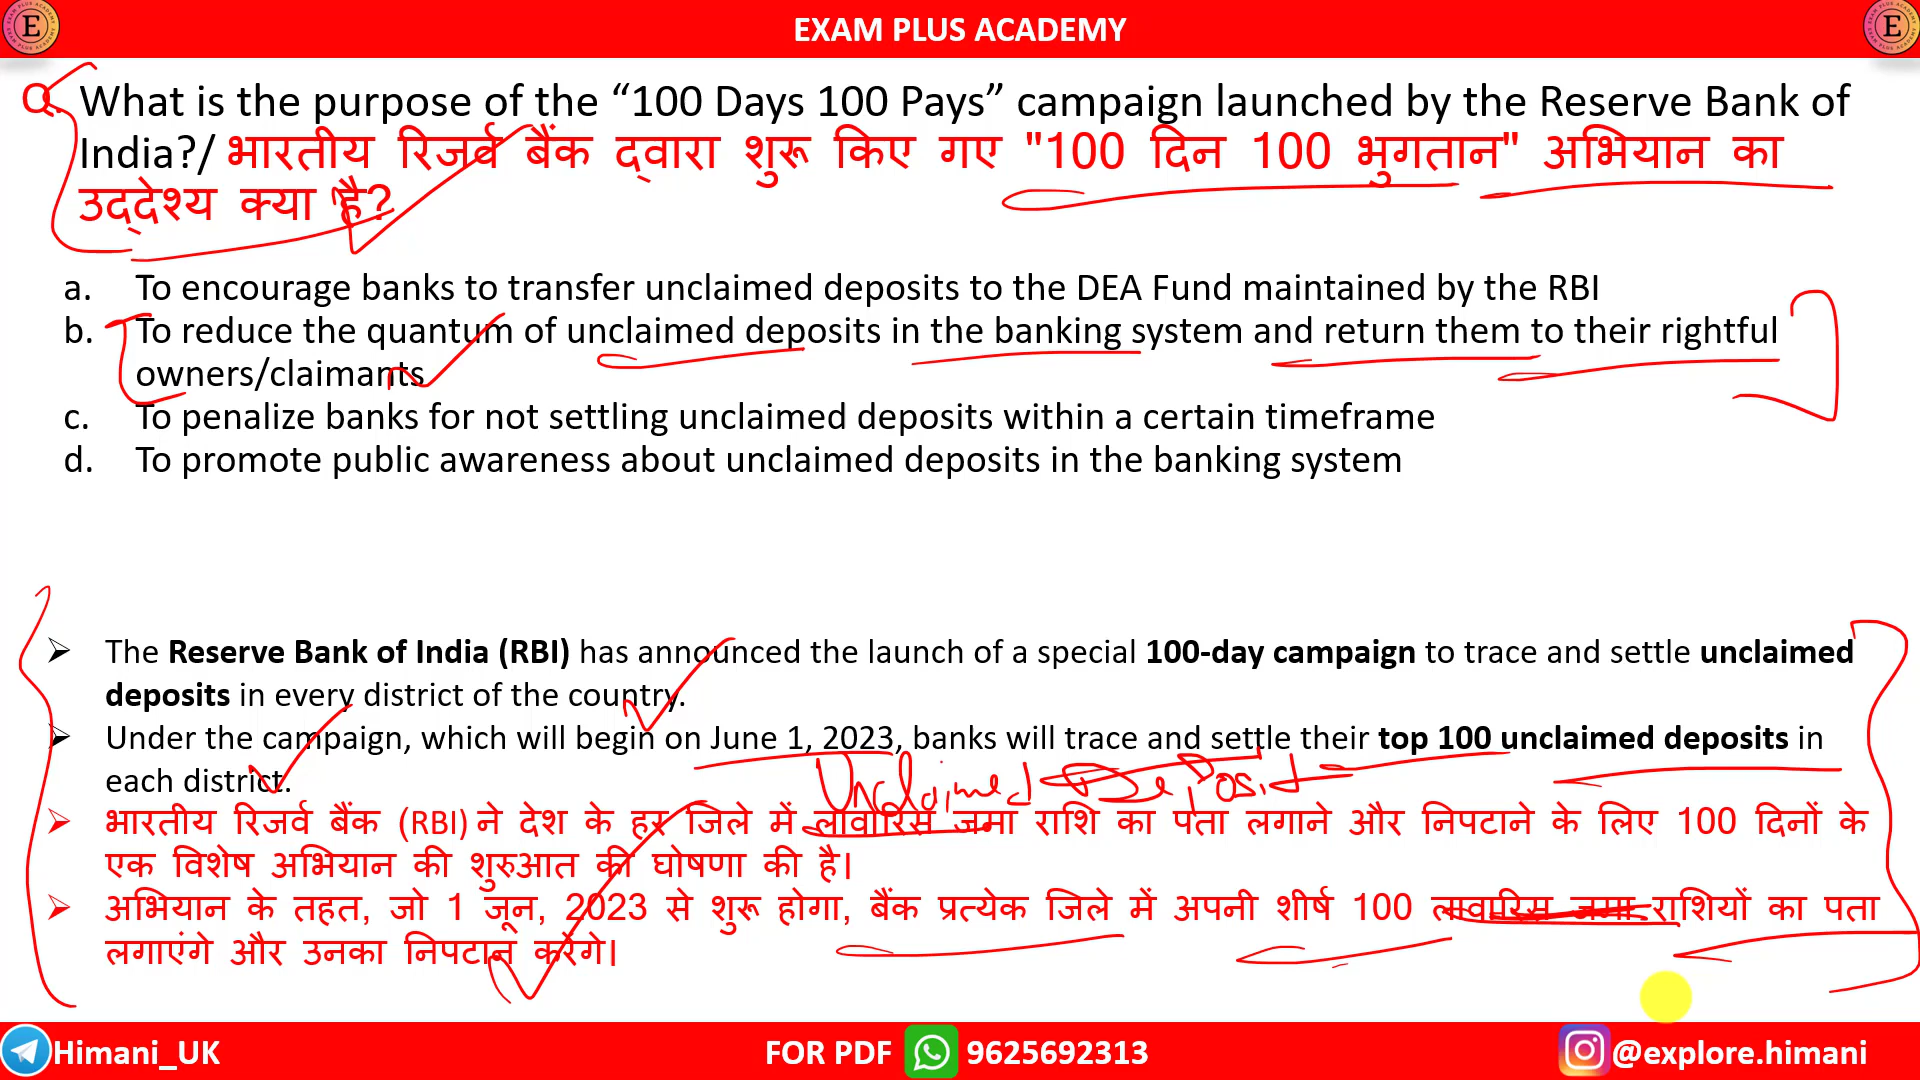 EXAM PLUS ACADEMY
Q. What is the purpose of the “100 Days 100 Pays” campaign launched by the Reserve Bank of
India?/ भारतीय रिजर्व बैंक द्वारा शुरू किए गए "100 दिन 100 भुगतान" अभियान का
उद्देश्य क्या है?
a. To encourage banks to transfer unclaimed deposits to the DEA Fund maintained by the RBI
b. To reduce the quantum of unclaimed deposits in the banking system and return them to their rightful
owners/claimants
c. To penalize banks for not settling unclaimed deposits within a certain timeframe
d. To promote public awareness about unclaimed deposits in the banking system
The Reserve Bank of India (RBI) has announced the launch of a special 100-day campaign to trace and settle unclaimed
deposits in every district of the country.
Under the campaign, which will begin on June 1, 2023, banks will trace and settle their top 100 unclaimed deposits in
each district.
Unclaimed Deposit
भारतीय रिजर्व बैंक (RBI) ने देश के हर जिले में लावारिस जमा राशि का पता लगाने और निपटाने के लिए 100 दिनों के
एक विशेष अभियान की शुरुआत की घोषणा की है।
अभियान के तहत, जो 1 जून, 2023 से शुरू होगा, बैंक प्रत्येक जिले में अपनी शीर्ष 100 लावारिस जमा राशियों का पता
लगाएंगे और उनका निपटान करेंगे।
Himani_UK
FOR PDF 9625692313
@explore.himani